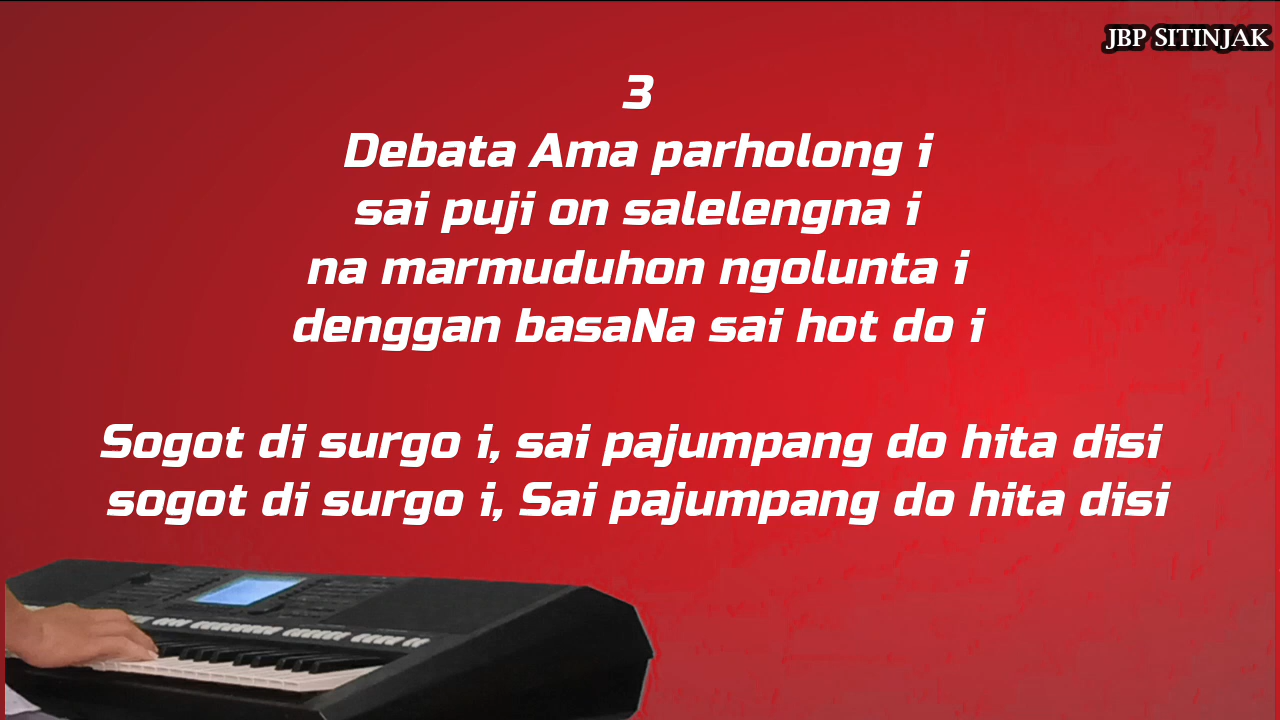 JBP SITINJAK
3
Debata Ama parholong i
sai puji on salelengna i
na marmuduhon ngolunta i
denggan basaNa sai hot do i
Sogot di surgo i, sai pajumpang do hita disi
sogot di surgo i, Sai pajumpang do hita disi